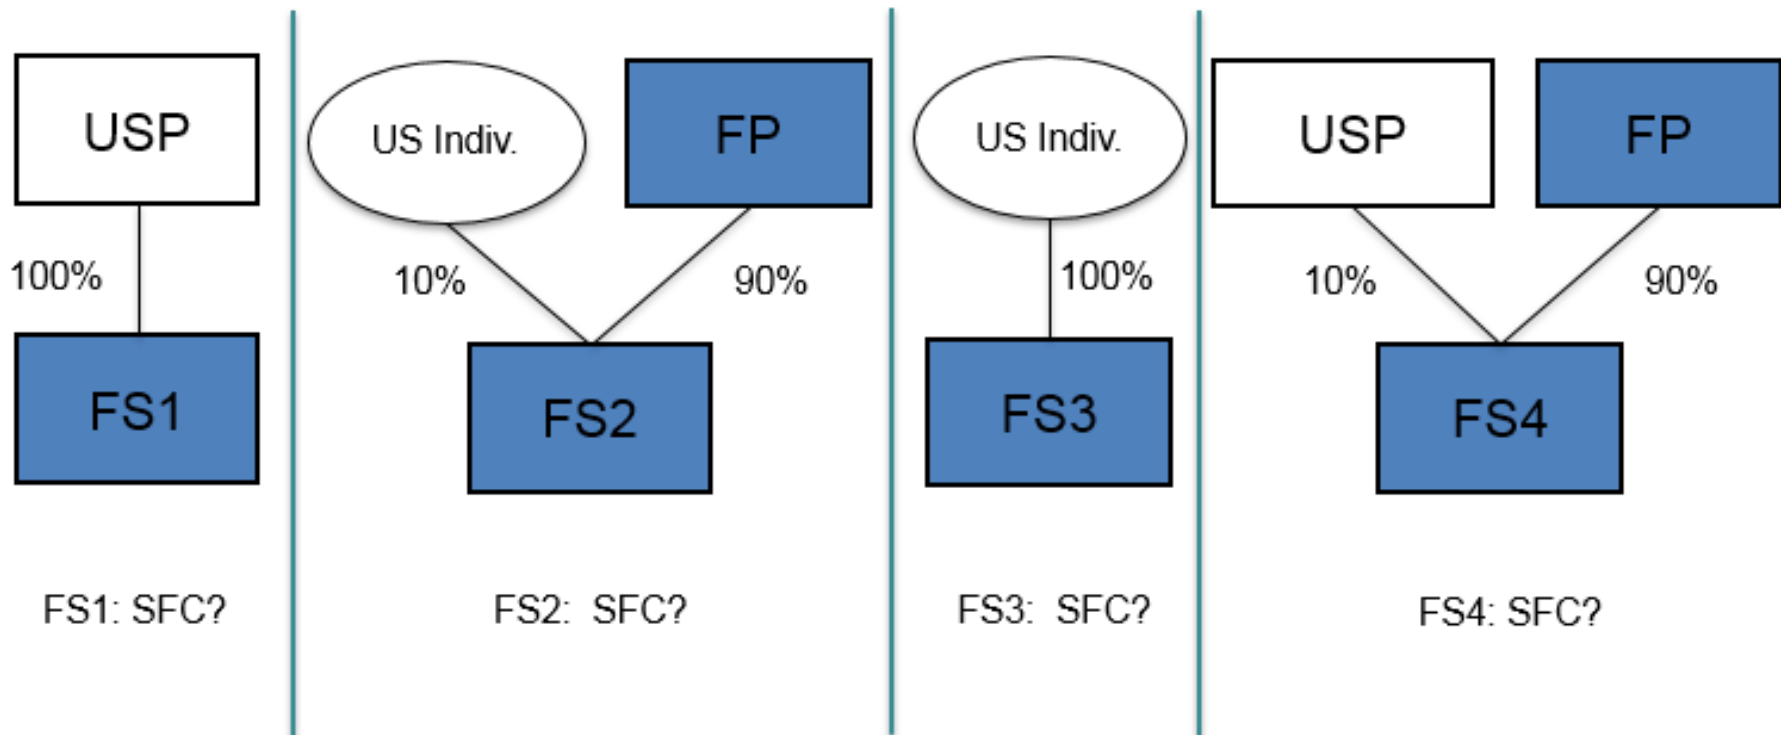 USP
100%
FS1
FS1: SFC?
US Indiv.
FP
10%
90%
FS2
FS2: SFC?
US Indiv.
100%
FS3
FS3: SFC?
USP
FP
10%
90%
FS4
FS4: SFC?